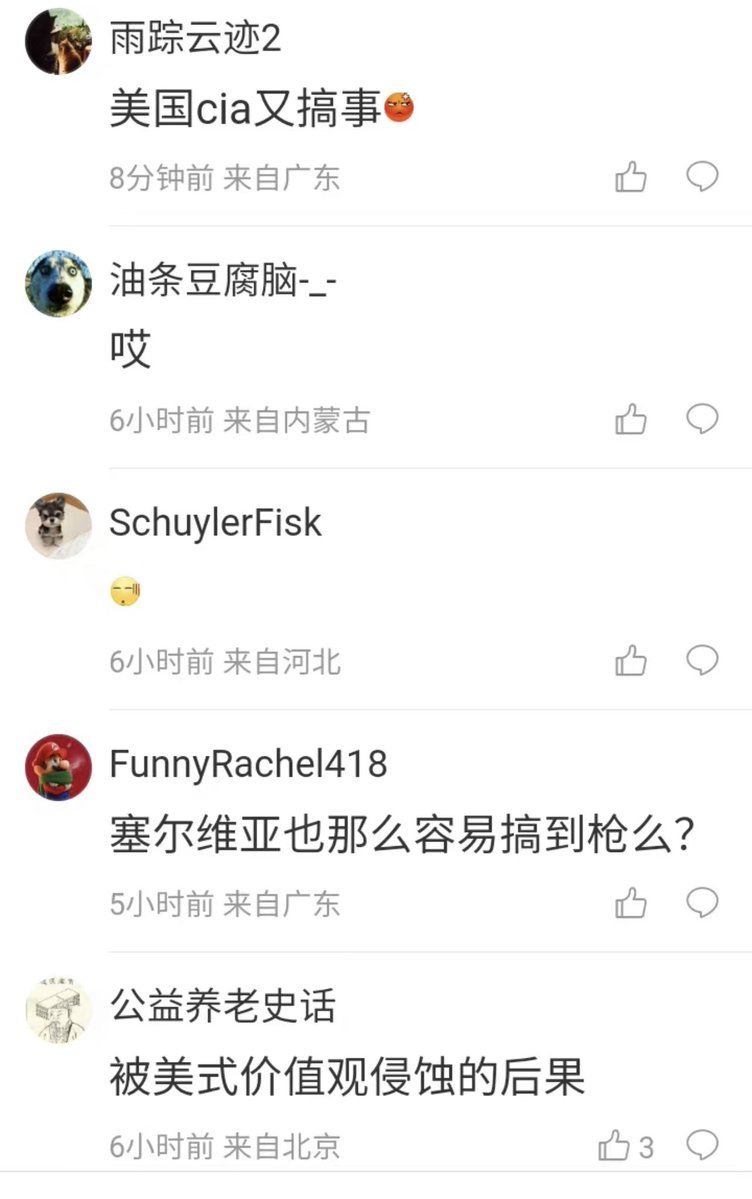 雨踪云迹2
美国cia又搞事
8分钟前 来自广东
油条豆腐脑-_-
哎
6小时前 来自内蒙古
SchuylerFisk
6小时前 来自河北
FunnyRachel418
塞尔维亚也那么容易搞到枪么?
5小时前 来自广东
公益养老史话
被美式价值观侵蚀的后果
6小时前 来自北京
3